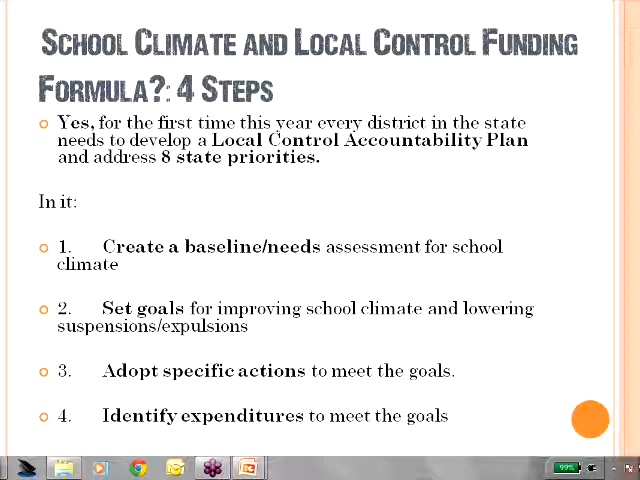 School Climate and Local Control Funding
Formula?: 4 Steps
Yes, for the first time this year every district in the state
needs to develop a Local Control Accountability Plan
and address 8 state priorities.
In it:
1. Create a baseline/needs assessment for school
climate
2. Set goals for improving school climate and lowering
suspensions/expulsions
3. Adopt specific actions to meet the goals.
4. Identify expenditures to meet the goals
99%